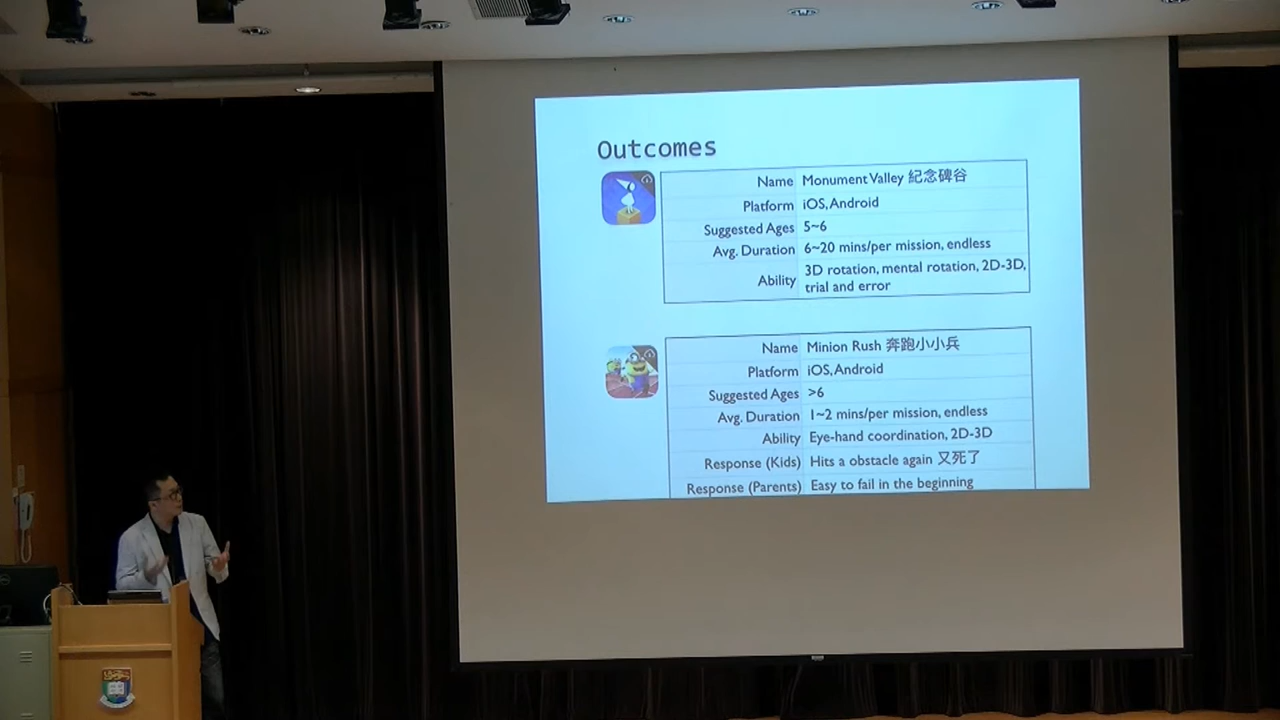 Outcomes
Name Monument Valley 紀念碑谷
Platform iOS, Android
Suggested Ages 5~6
Avg. Duration 6~20 mins/per mission, endless
Ability 3D rotation, mental rotation, 2D-3D,
trial and error
Name Minion Rush 奔跑小小兵
Platform iOS, Android
Suggested Ages >6
Avg. Duration 1~2 mins/per mission, endless
Ability Eye-hand coordination, 2D-3D
Response (Kids) Hits a obstacle again 又死了
Response (Parents) Easy to fail in the beginning